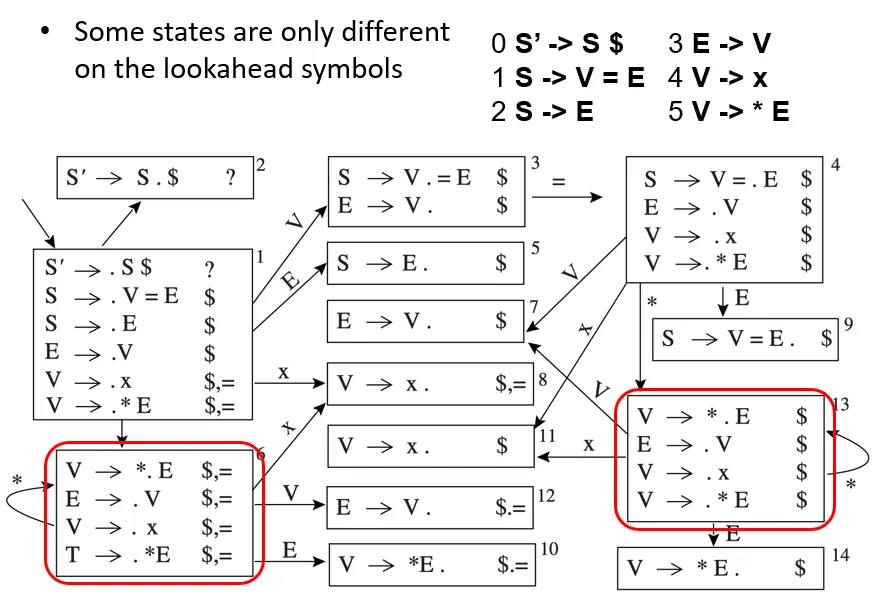 • Some states are only different
on the lookahead symbols
0 S' -> S $ 3 E -> V
1 S -> V = E 4 V -> x
2 S -> E 5 V -> * E
S′ → S . $ ? 2
S → V . = E $ 3
E → V . $
=
S → V = . E $ 4
E → . V $
V → . x $
V → . * E $
S′ → . S $ ? 1
S → . V = E $
S → . E $
E → .V $
V → . x $,=
V → . * E $,=
V
E
S → E . $ 5
E → V . $ 7
V
x
*
E
S → V = E . $ 9
x
V → x . $,= 8
x
V → x . $ 11
V
x
V → * . E $ 13
E → . V $
V → . x $
V → . * E $
*
E
V → * E . $ 14
6
V → *. E $,=
E → . V $,=
V → . x $,=
T → . *E $,=
*
V
E → V . $.= 12
E
V → *E . $.= 10